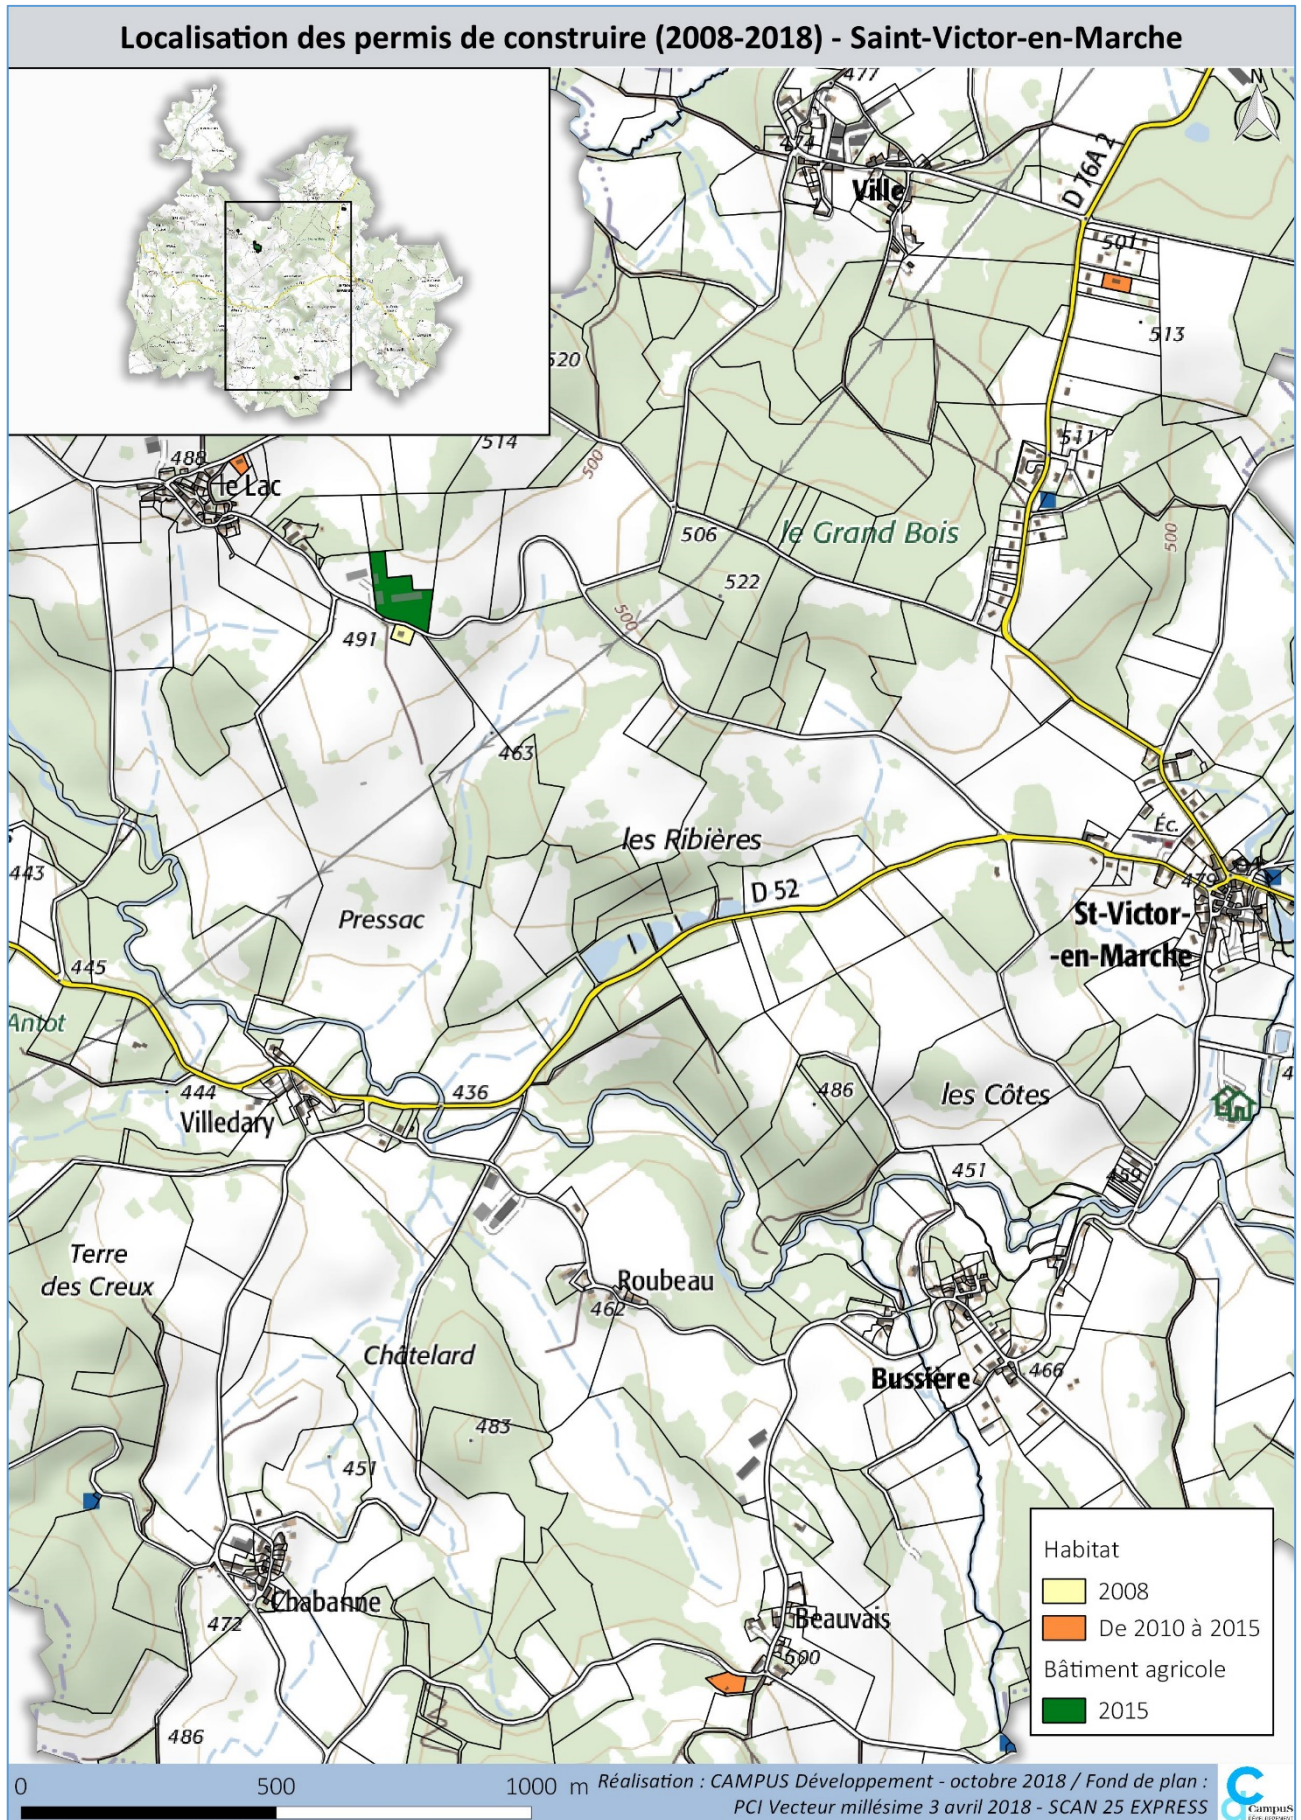 Localisation des permis de construire (2008-2018) - Saint-Victor-en-Marche
N
477
474
Ville
D 76A 2
501
513
520
514
511
488
le Lac
500
506
le Grand Bois
500
522
500
491
463
les Ribières
Éc.
443
D 52
479
Pressac
St-Victor-
-en-Marche
445
Antot
444
436
486
les Côtes
Villedary
451
459
Terre
des Creux
Roubeau
462
Châtelard
Bussière
466
483
451
Chabanne
472
Beauvais
500
486
Habitat
2008
De 2010 à 2015
Bâtiment agricole
2015
0 500 1000 m
Réalisation : CAMPUS Développement - octobre 2018 / Fond de plan :
PCI Vecteur millésime 3 avril 2018 - SCAN 25 EXPRESS
Campus
DÉVELOPPEMENT